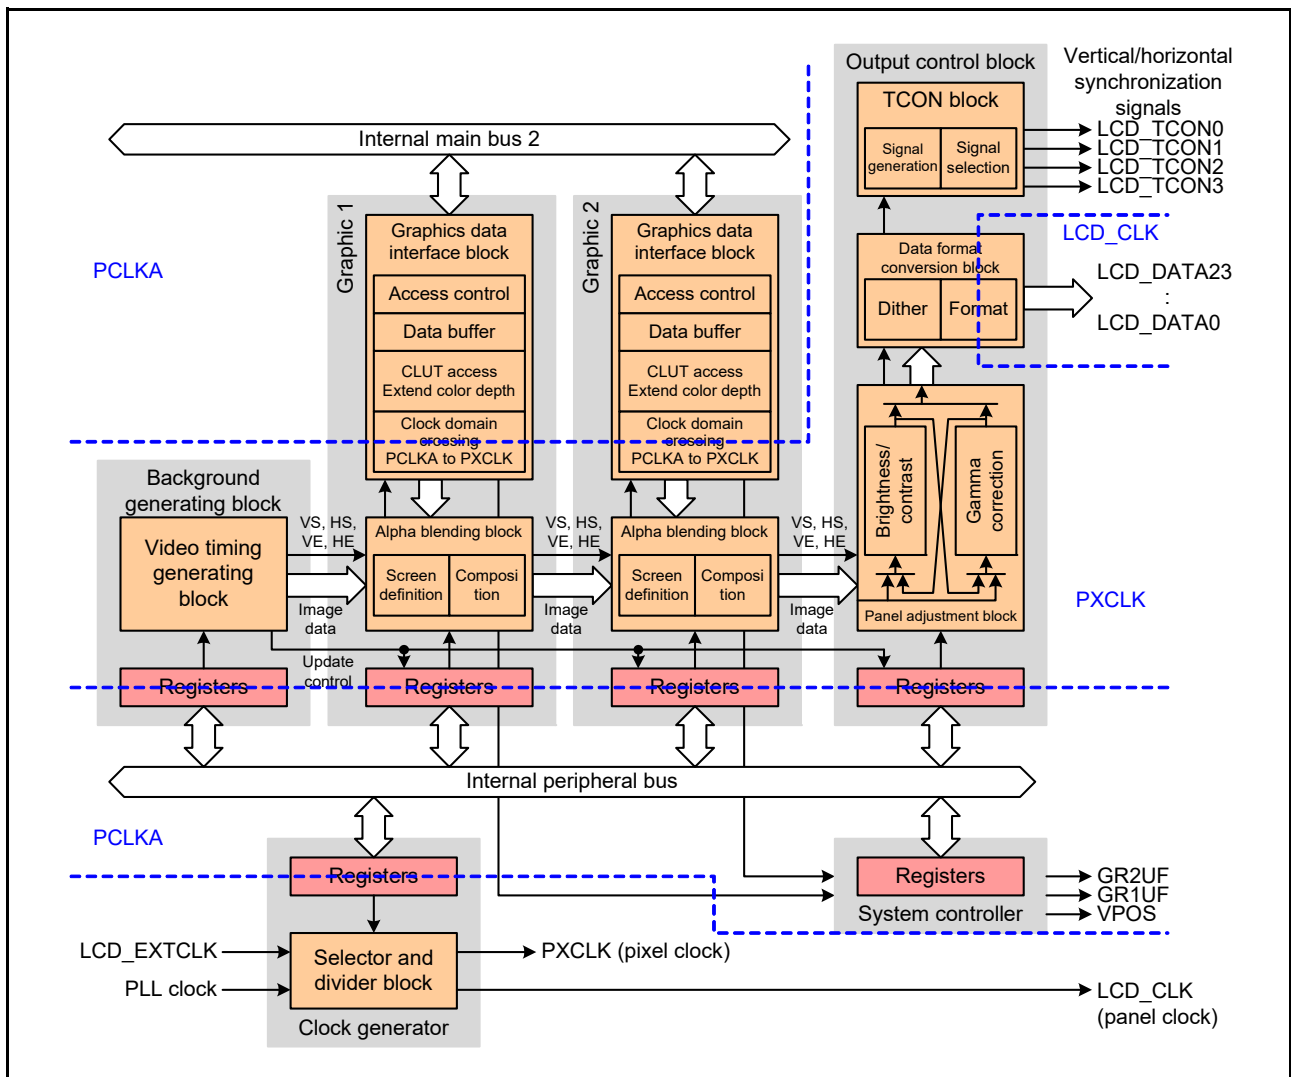 Output control block
Vertical/horizontal
synchronization
signals
TCON block
Signal
generation
Signal
selection
LCD_TCON0
LCD_TCON1
LCD_TCON2
LCD_TCON3
Internal main bus 2
PCLKA
Graphic 1
Graphics data
interface block
Access control
Data buffer
CLUT access
Extend color depth
Clock domain
crossing
PCLKA to PXCLK
Graphic 2
Graphics data
interface block
Access control
Data buffer
CLUT access
Extend color depth
Clock domain
crossing
PCLKA to PXCLK
LCD_CLK
Data format
conversion block
Dither
Format
LCD_DATA23
:
LCD_DATA0
Brightness/
contrast
Gamma
correction
Panel adjustment block
PXCLK
Background
generating block
Video timing
generating
block
VS, HS,
VE, HE
Image
data
Alpha blending block
Screen
definition
Composi
tion
VS, HS,
VE, HE
Image
data
Alpha blending block
Screen
definition
Composi
tion
VS, HS,
VE, HE
Image
data
Update
control
Registers
Registers
Registers
Registers
Internal peripheral bus
PCLKA
Registers
Registers
System controller
GR2UF
GR1UF
VPOS
LCD_EXTCLK
PLL clock
Selector and
divider block
Clock generator
PXCLK (pixel clock)
LCD_CLK
(panel clock)